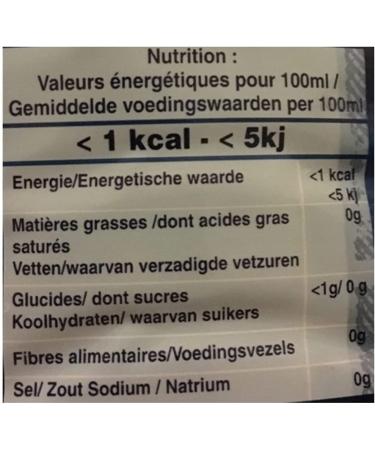 Nutrition :
Valeurs énergétiques pour 100ml /
Gemiddelde voedingswaarden per 100ml
< 1 kcal - < 5kj
Energie/Energetische waarde <1 kcal
<5 Kj
Matières grasses /dont acides gras 0g
saturés
Vetten/waarvan verzadigde vetzuren
Glucides/ dont sucres <1g/ 0 g
Koolhydraten/ waarvan suikers
Fibres alimentaires/Voedingsvezels 0g
Sel/ Zout Sodium / Natrium 0g